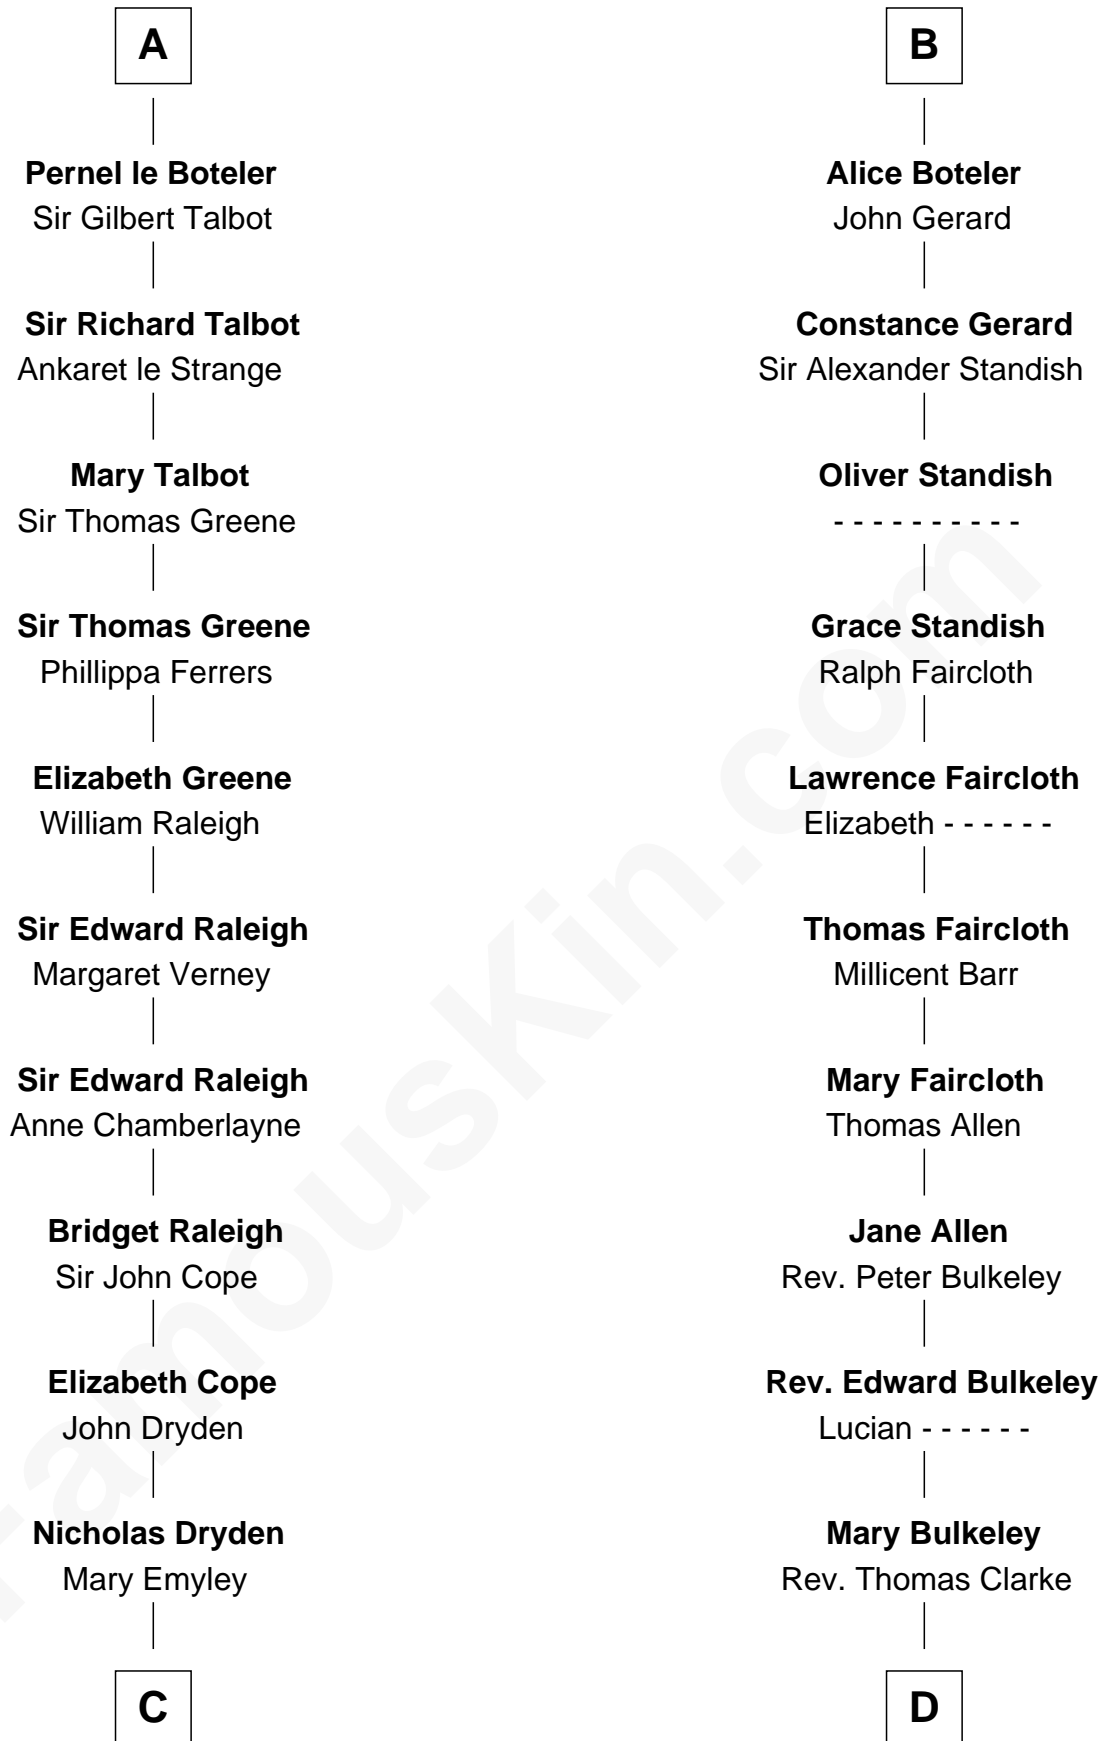 A
Pernel le Boteler
Sir Gilbert Talbot
Sir Richard Talbot
Ankaret le Strange
Mary Talbot
Sir Thomas Greene
Sir Thomas Greene
Phillippa Ferrers
Elizabeth Greene
William Raleigh
Sir Edward Raleigh
Margaret Verney
Sir Edward Raleigh
Anne Chamberlayne
Bridget Raleigh
Sir John Cope
Elizabeth Cope
John Dryden
Nicholas Dryden
Mary Emyley
C
B
Alice Boteler
John Gerard
Constance Gerard
Sir Alexander Standish
Oliver Standish
- - - - - - - - - -
Grace Standish
Ralph Faircloth
Lawrence Faircloth
Elizabeth - - - - - -
Thomas Faircloth
Millicent Barr
Mary Faircloth
Thomas Allen
Jane Allen
Rev. Peter Bulkeley
Rev. Edward Bulkeley
Lucian - - - - - -
Mary Bulkeley
Rev. Thomas Clarke
D
FamousKin.com